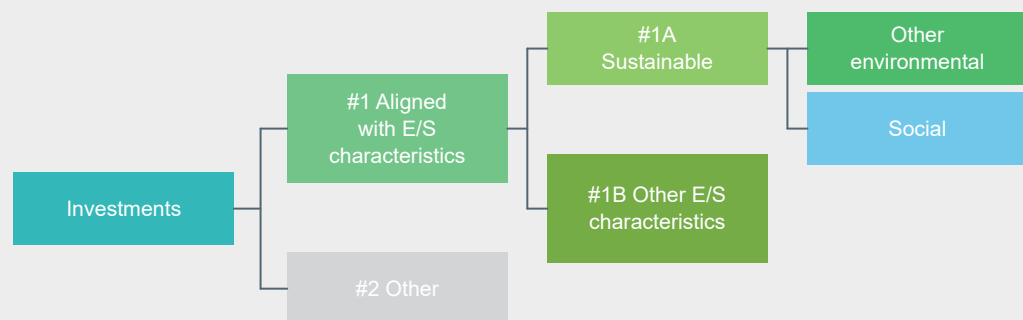 #1A
Sustainable
Other
environmental
#1 Aligned
with E/S
characteristics
Social
Investments
#1B Other E/S
characteristics
#2 Other